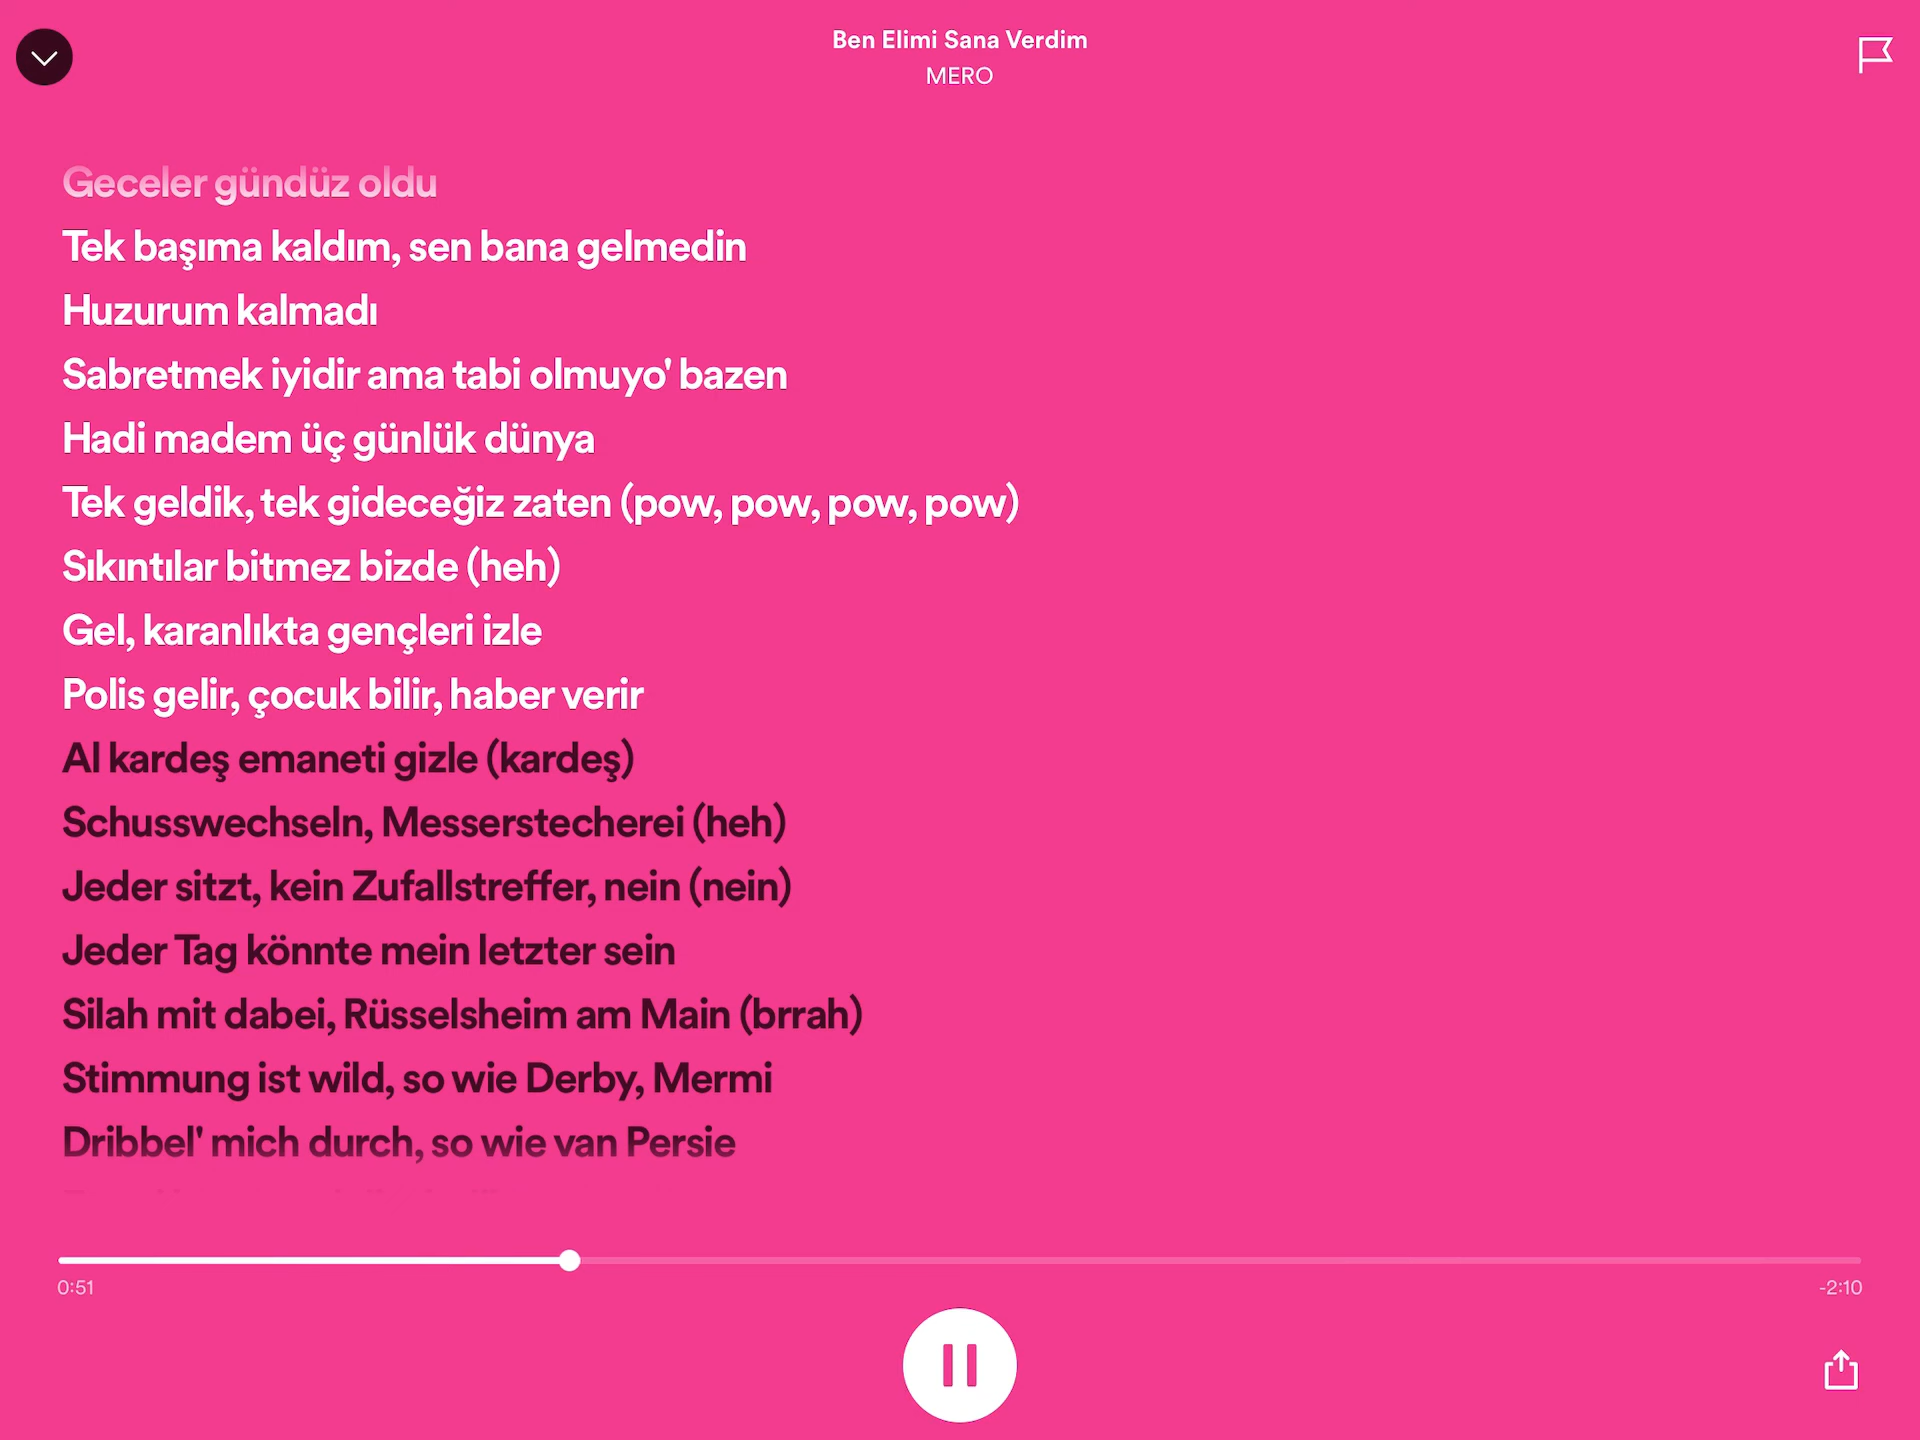 Ben Elimi Sana Verdim
MERO
Geceler gündüz oldu
Tek başıma kaldım, sen bana gelmedin
Huzurum kalmadı
Sabretmek iyidir ama tabi olmuyo' bazen
Hadi madem üç günlük dünya
Tek geldik, tek gideceğiz zaten (pow, pow, pow, pow)
Sıkıntılar bitmez bizde (heh)
Gel, karanlıkta gençleri izle
Polis gelir, çocuk bilir, haber verir
Al kardeş emaneti gizle (kardeş)
Schusswechseln, Messerstecherei (heh)
Jeder sitzt, kein Zufallstreffer, nein (nein)
Jeder Tag könnte mein letzter sein
Silah mit dabei, Rüsselsheim am Main (brrah)
Stimmung ist wild, so wie Derby, Mermi
Dribbel' mich durch, so wie van Persie
0:51
-2:10